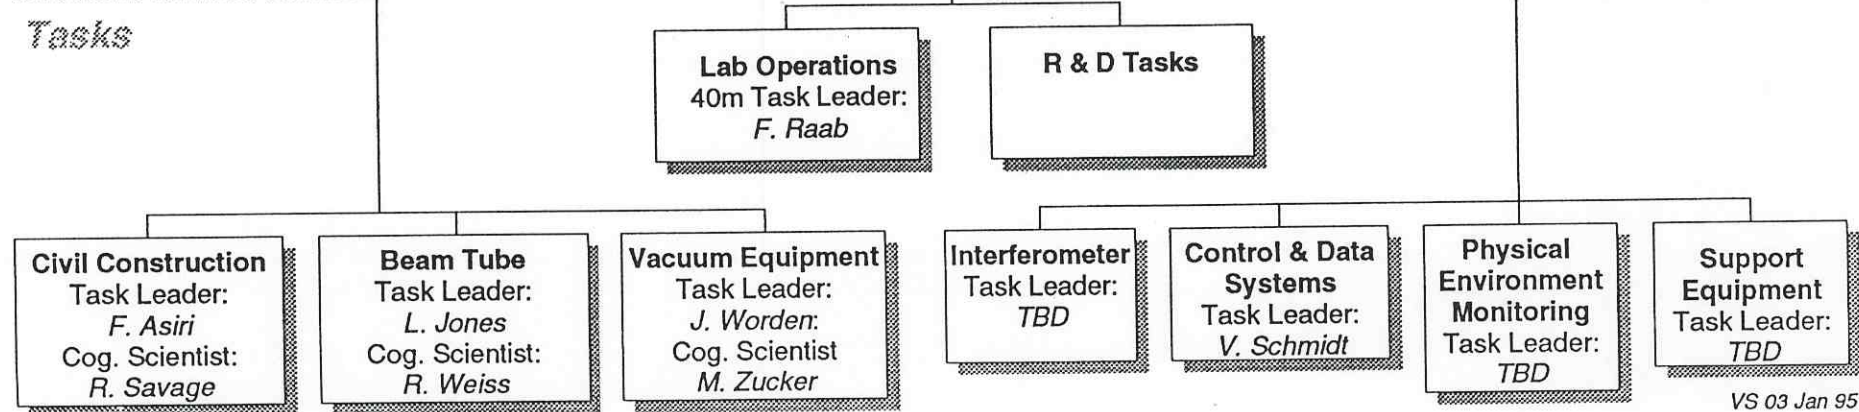 Tasks
Lab Operations
40m Task Leader:
F. Raab
R & D Tasks
Civil Construction
Task Leader:
F. Asiri
Cog. Scientist:
R. Savage
Beam Tube
Task Leader:
L. Jones
Cog. Scientist:
R. Weiss
Vacuum Equipment
Task Leader:
J. Worden:
Cog. Scientist
M. Zucker
Interferometer
Task Leader:
TBD
Control & Data
Systems
Task Leader:
V. Schmidt
Physical
Environment
Monitoring
Task Leader:
TBD
Support
Equipment
Task Leader:
TBD
VS 03 Jan 95